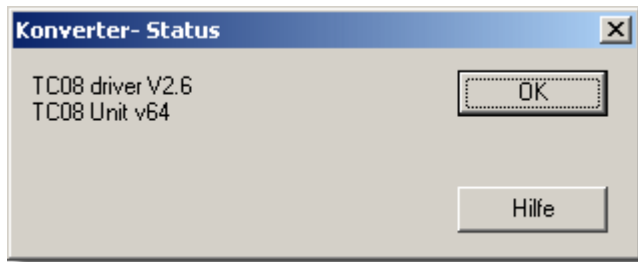 Konverter- Status
TC08 driver V2.6
TC08 Unit v64
OK
Hilfe